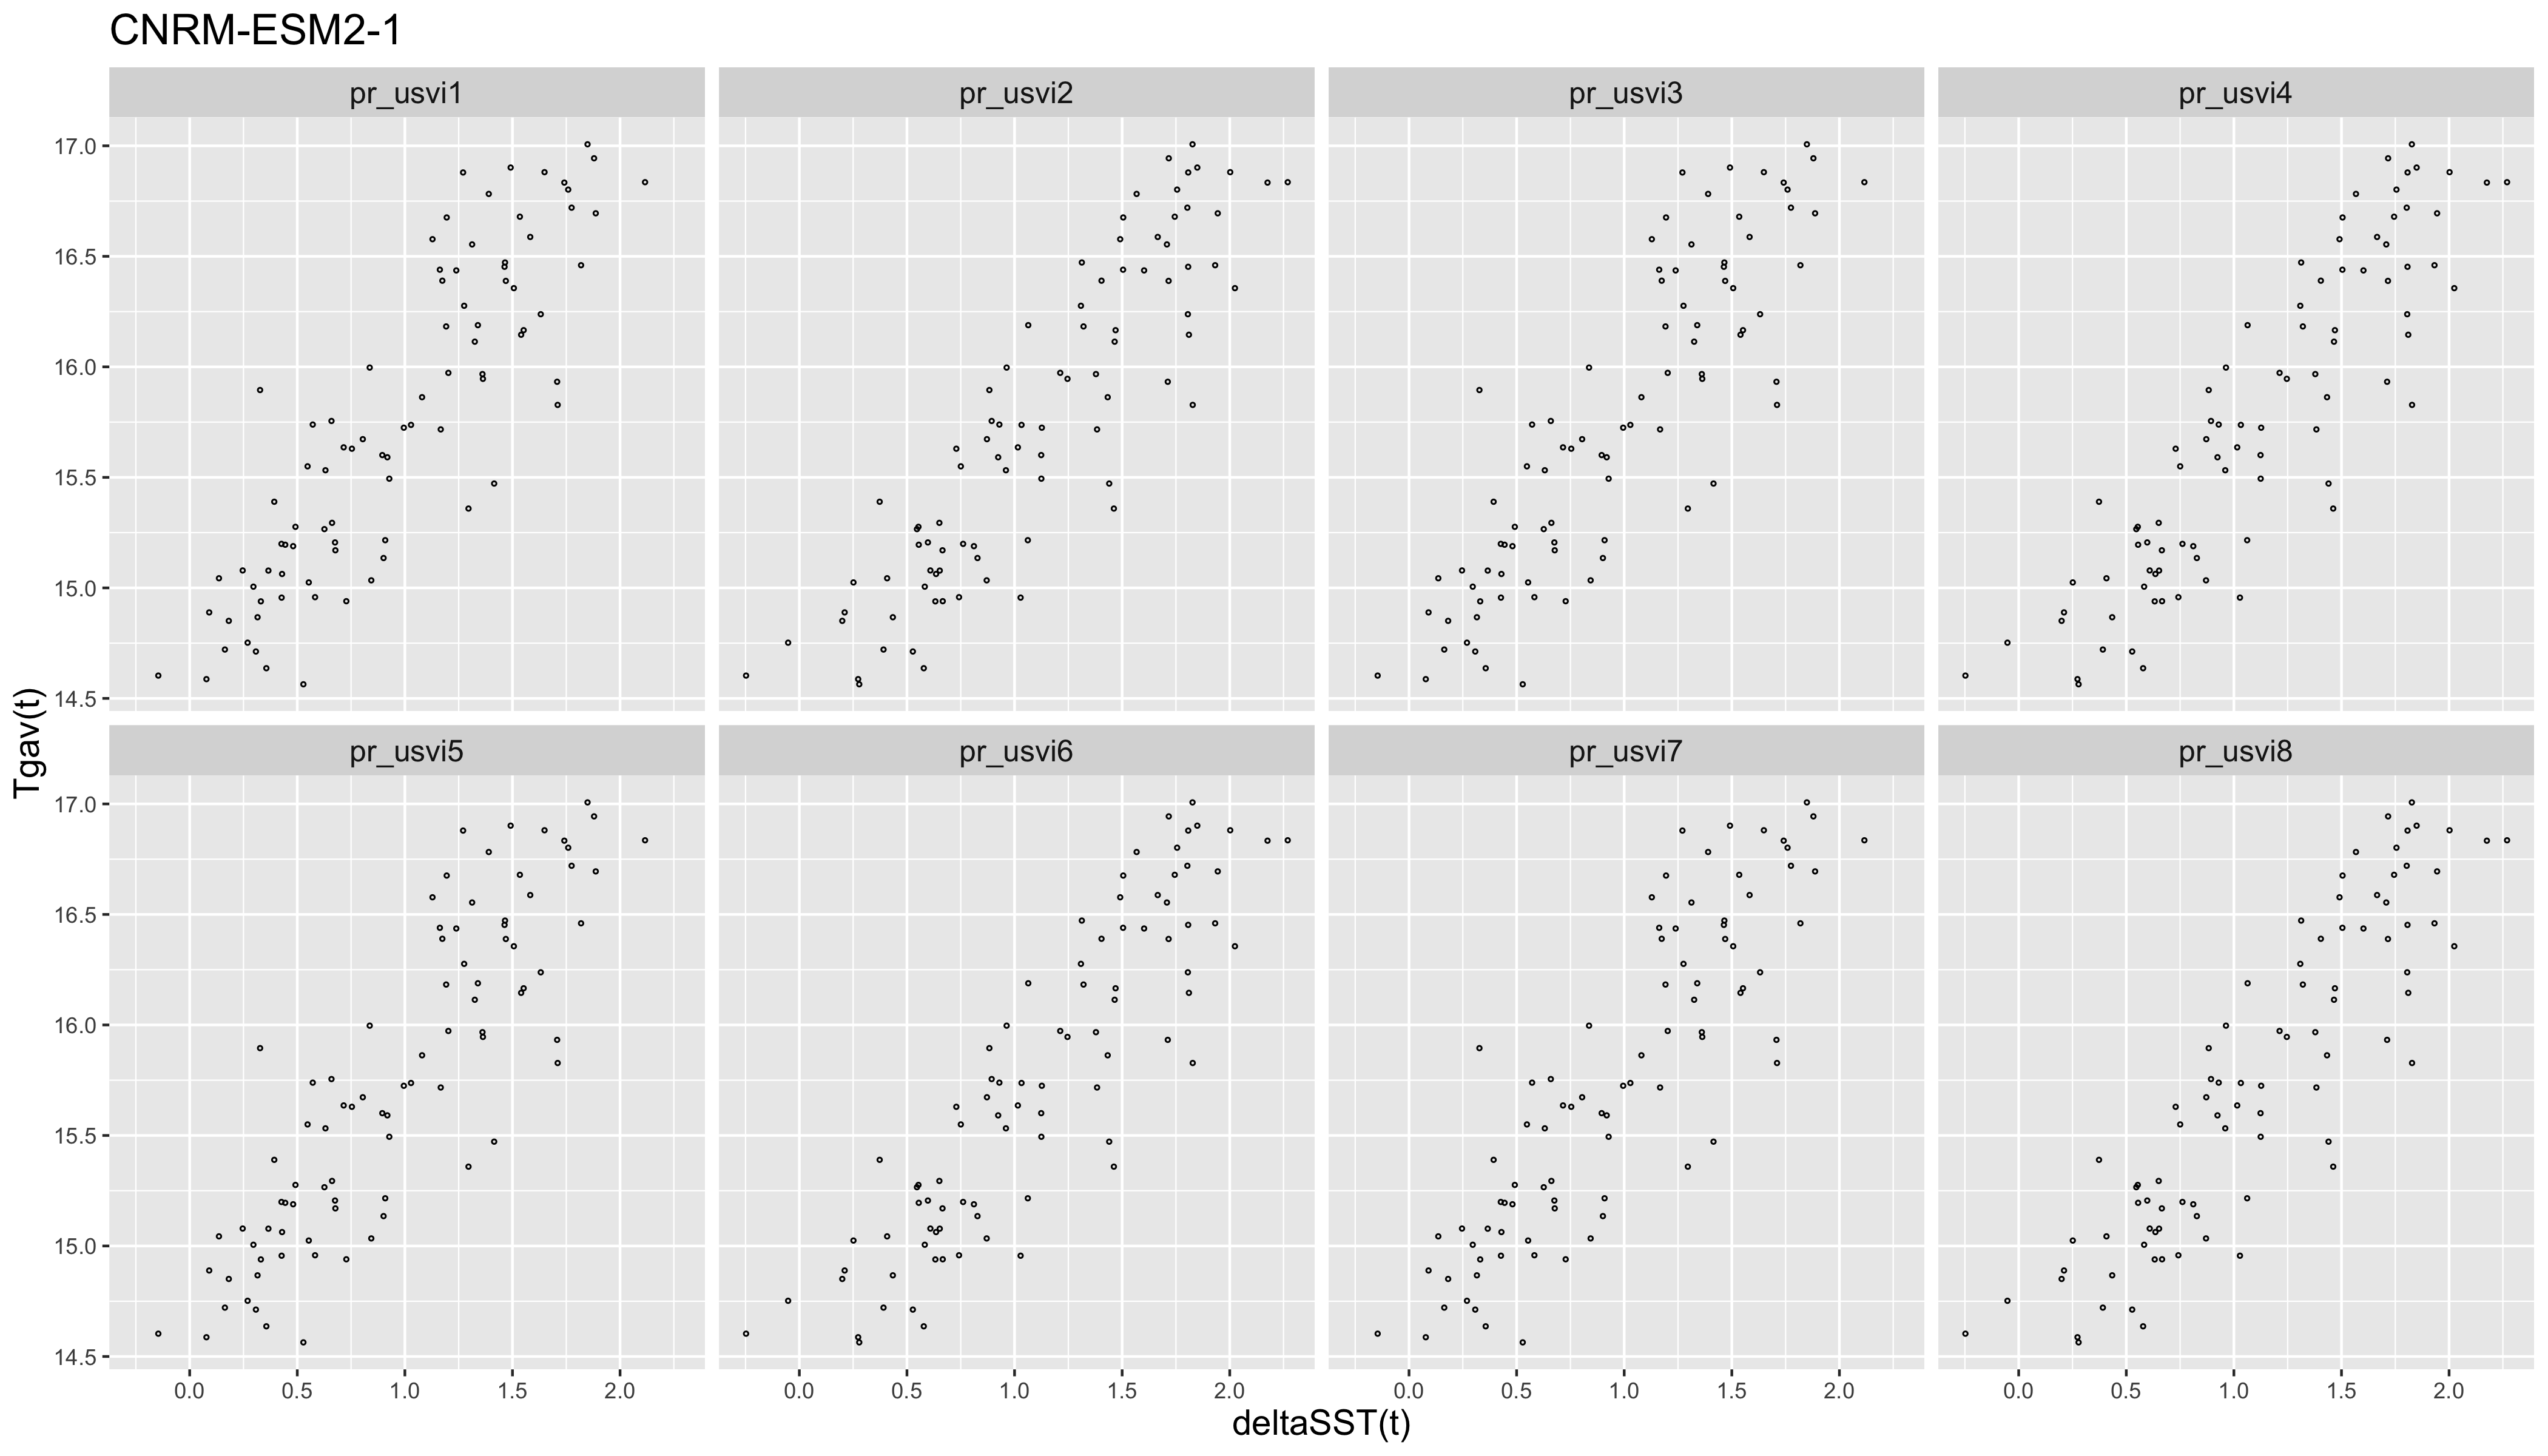 CNRM-ESM2-1
pr_usvi1 pr_usvi2 pr_usvi3 pr_usvi4
17.0
16.5
16.0
15.5
15.0
14.5
Tgav(t)
pr_usvi5 pr_usvi6 pr_usvi7 pr_usvi8
17.0
16.5
16.0
15.5
15.0
14.5
0.0 0.5 1.0 1.5 2.0 0.0 0.5 1.0 1.5 2.0 0.0 0.5 1.0 1.5 2.0 0.0 0.5 1.0 1.5 2.0
deltaSST(t)